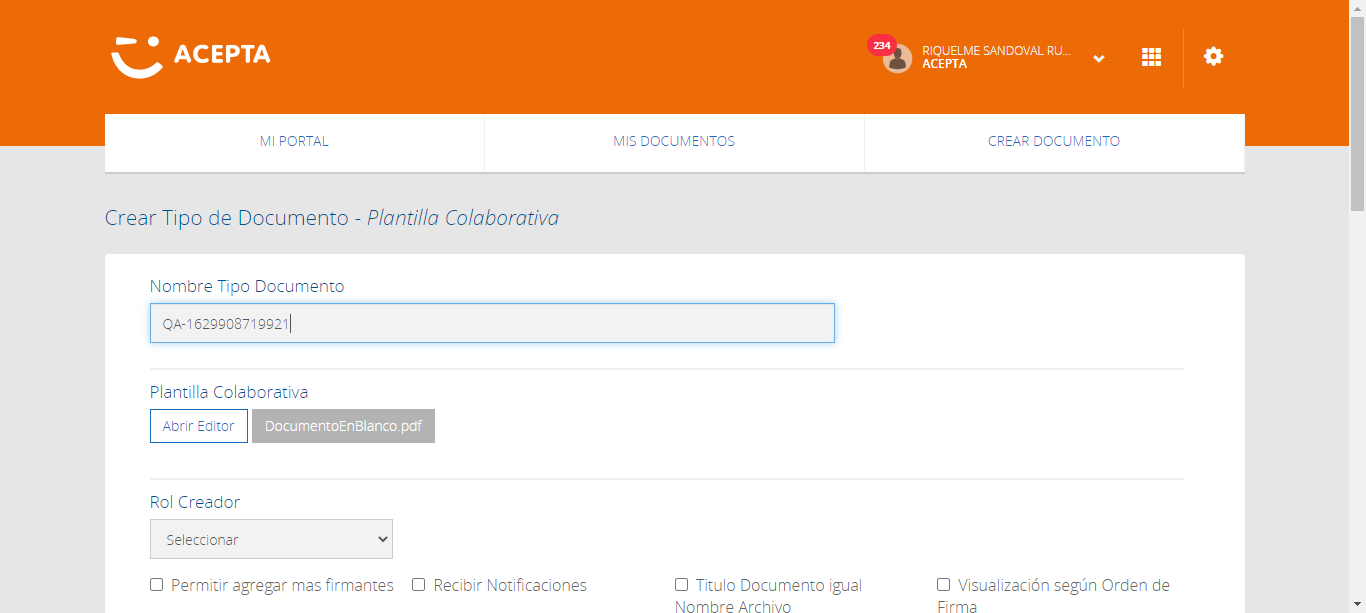 ACEPTA
234
RIQUELME SANDOVAL RU...
ACEPTA
MI PORTAL
MIS DOCUMENTOS
CREAR DOCUMENTO
Crear Tipo de Documento - Plantilla Colaborativa
Nombre Tipo Documento
QA-1629908719921
Plantilla Colaborativa
Abrir Editor
DocumentoEnBlanco.pdf
Rol Creador
Seleccionar
Permitir agregar mas firmantes
Recibir Notificaciones
Titulo Documento igual
Nombre Archivo
Visualización según Orden de
Firma